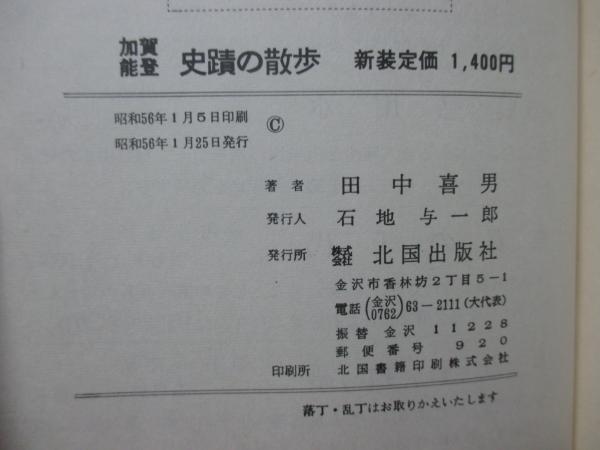 加賀能登 史蹟の散歩 新装定価 1,400円
昭和56年1月5日印刷
昭和56年1月25日発行
©
著者 田中喜男
発行人 石地与一郎
発行所 株式会社 北国出版社
金沢市香林坊2丁目5-1
電話(金沢0762)63-2111(大代表)
振替 金沢 11228
郵便番号 920
印刷所 北国書籍印刷株式会社
落丁・乱丁はお取りかえいたします